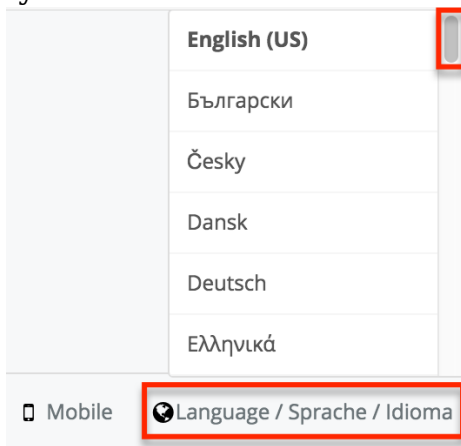 English (US)
Български
Česky
Dansk
Deutsch
Ελληνικά
Mobile
Language / Sprache / Idioma